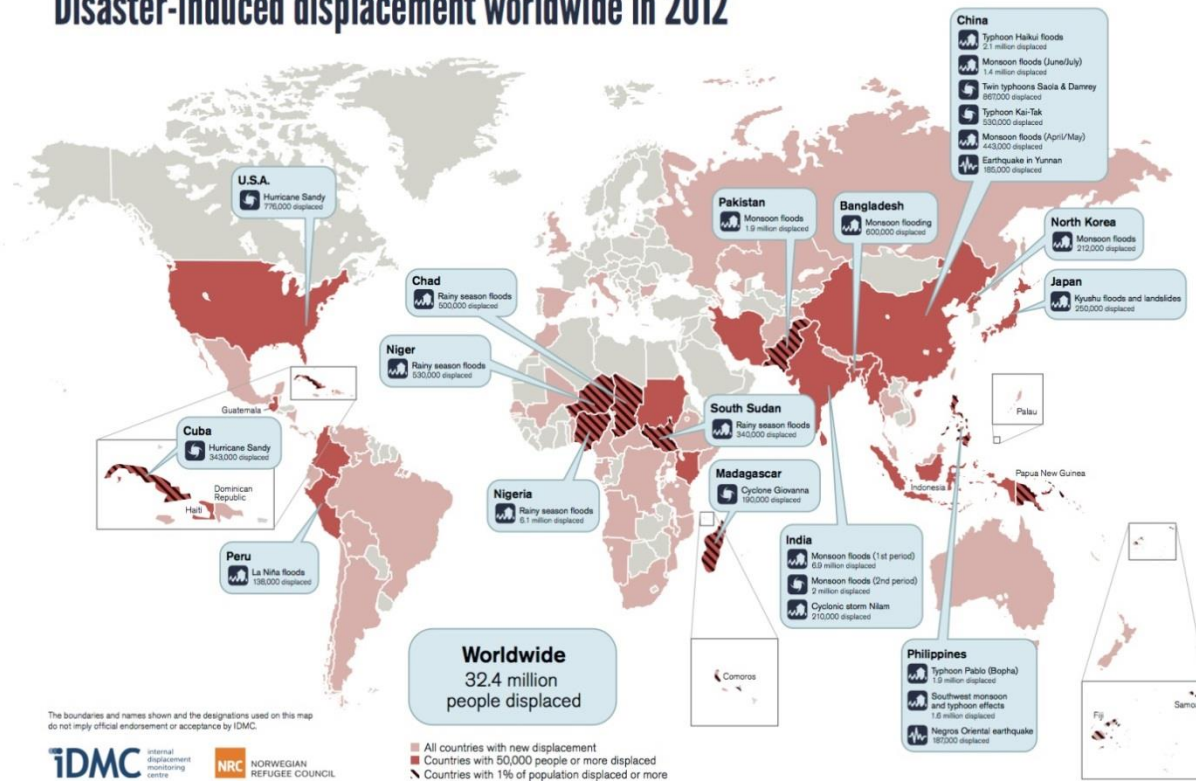 Disaster-induced displacement worldwide in 2012
China
Typhoon Haikui floods
2.1 million displaced
Monsoon floods (June/July)
1.4 million displaced
Twin typhoons Saola & Damrey
867,000 displaced
Typhoon Kai-Tak
530,000 displaced
Monsoon floods (April/May)
443,000 displaced
Earthquake in Yunnan
185,000 displaced
U.S.A.
Hurricane Sandy
776,000 displaced
Pakistan
Monsoon floods
1.9 million displaced
Bangladesh
Monsoon flooding
600,000 displaced
North Korea
Monsoon floods
212,000 displaced
Chad
Rainy season floods
500,000 displaced
Japan
Kyushu floods and landslides
250,000 displaced
Niger
Rainy season floods
530,000 displaced
Guatemala
Cuba
Hurricane Sandy
343,000 displaced
Dominican
Republic
Haiti
South Sudan
Rainy season floods
340,000 displaced
Palau
Papua New Guinea
Indonesia
Nigeria
Rainy season floods
6.1 million displaced
Madagascar
Cyclone Giovanna
190,000 displaced
Peru
La Niña floods
138,000 displaced
India
Monsoon floods (1st period)
6.9 million displaced
Monsoon floods (2nd period)
2 million displaced
Cyclonic storm Nilam
210,000 displaced
Philippines
Typhoon Pablo (Bopha)
1.9 million displaced
Southwest monsoon
and typhoon effects
1.6 million displaced
Negros Oriental earthquake
187,000 displaced
Comoros
Fiji
Worldwide
32.4 million
people displaced
The boundaries and names shown and the designations used on this map
do not imply official endorsement or acceptance by IDMC.
iDMC
internal
displacement
monitoring
centre
NRC
NORWEGIAN
REFUGEE COUNCIL
All countries with new displacement
Countries with 50,000 people or more displaced
Countries with 1% of population displaced or more